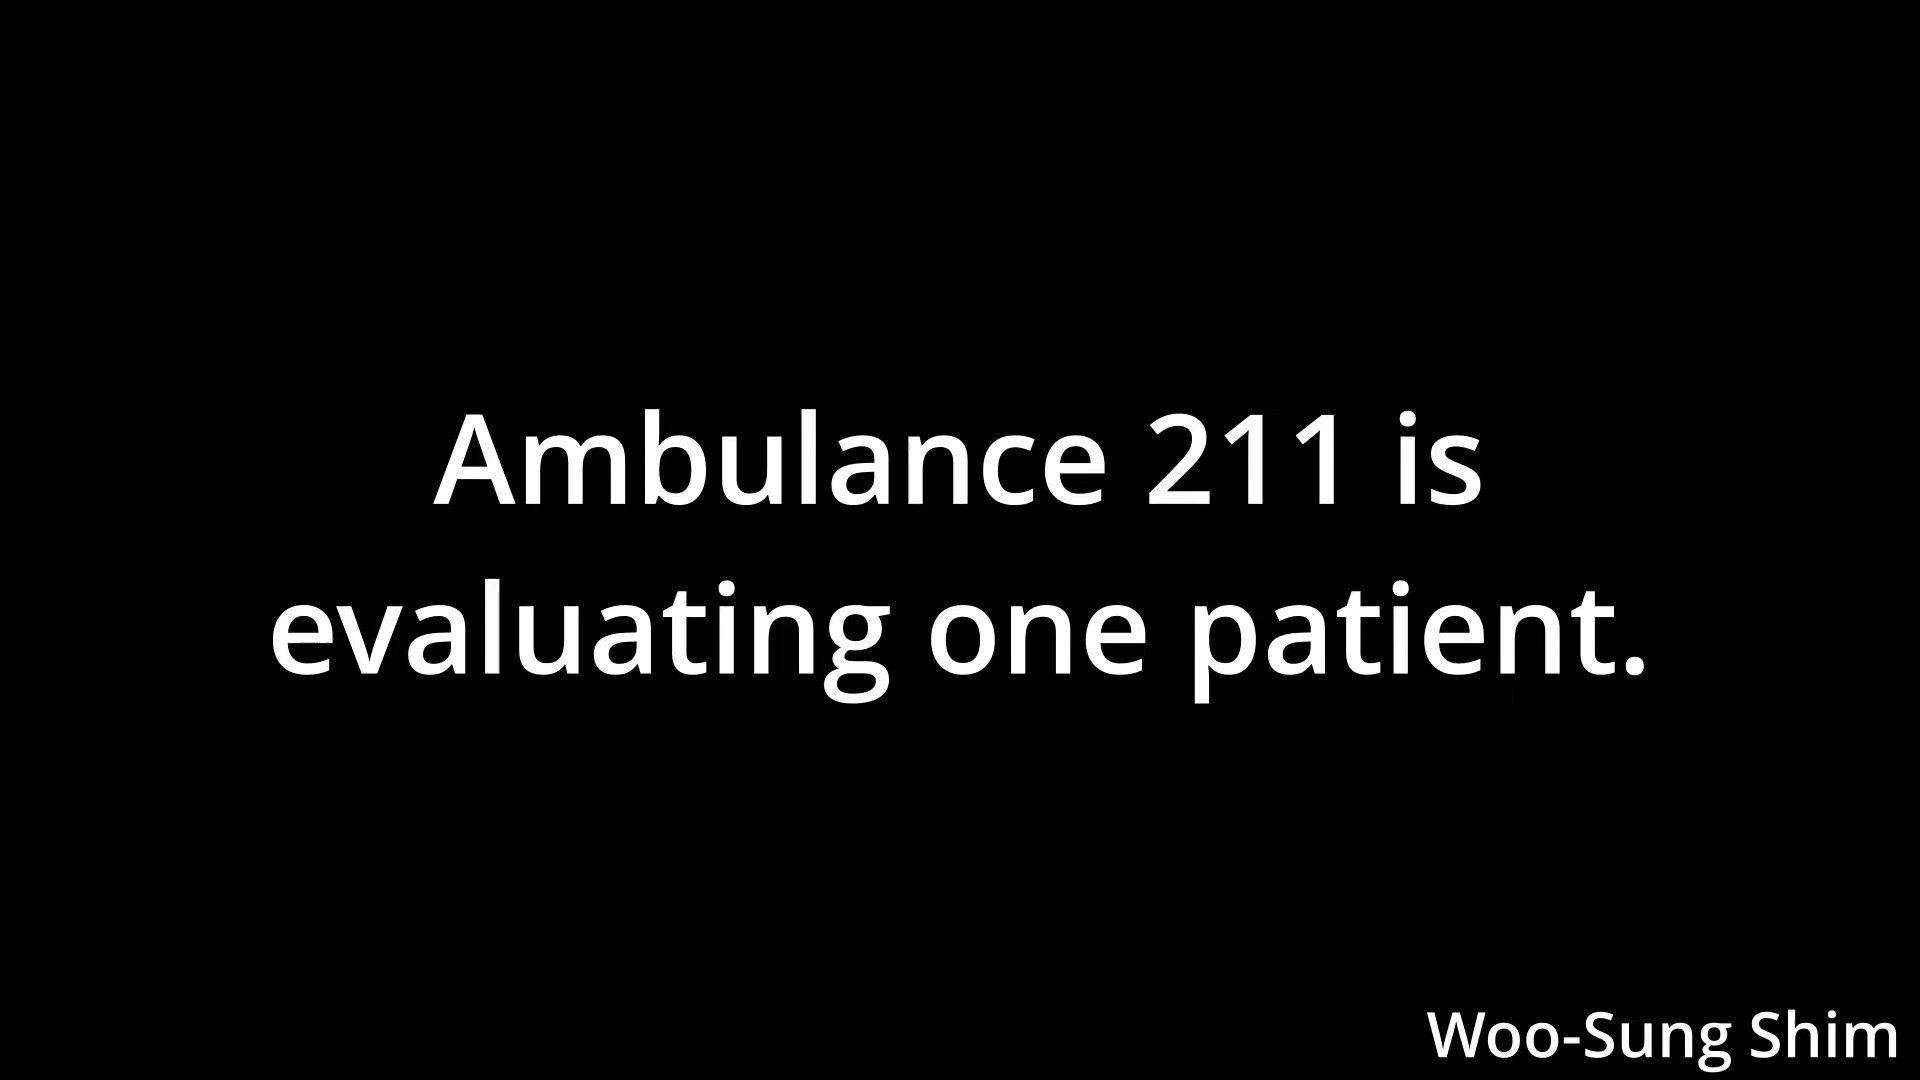 Ambulance 211 is
evaluating one patient.
Woo-Sung Shim